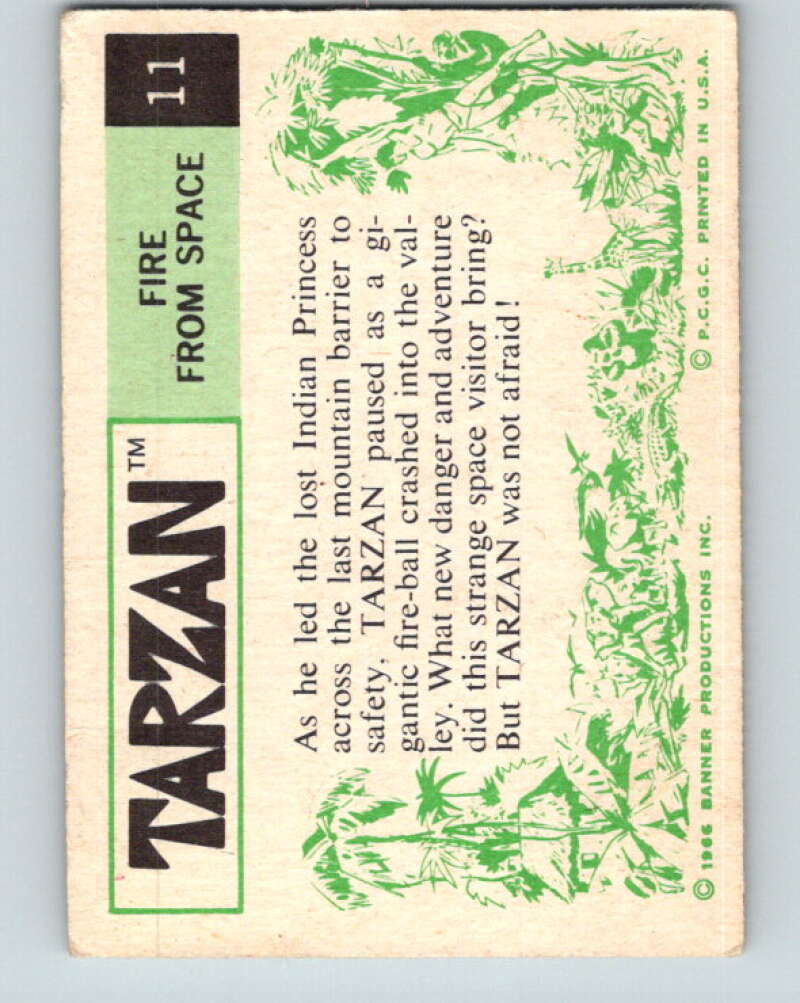 TARZAN™
FIRE
FROM SPACE
11
As he led the lost Indian Princess
across the last mountain barrier to
safety, TARZAN paused as a gi-
gantic fire-ball crashed into the val-
ley. What new danger and adventure
did this strange space visitor bring?
But TARZAN was not afraid!
© 1966 BANNER PRODUCTIONS INC.
© P.C.G.C. PRINTED IN U.S.A.